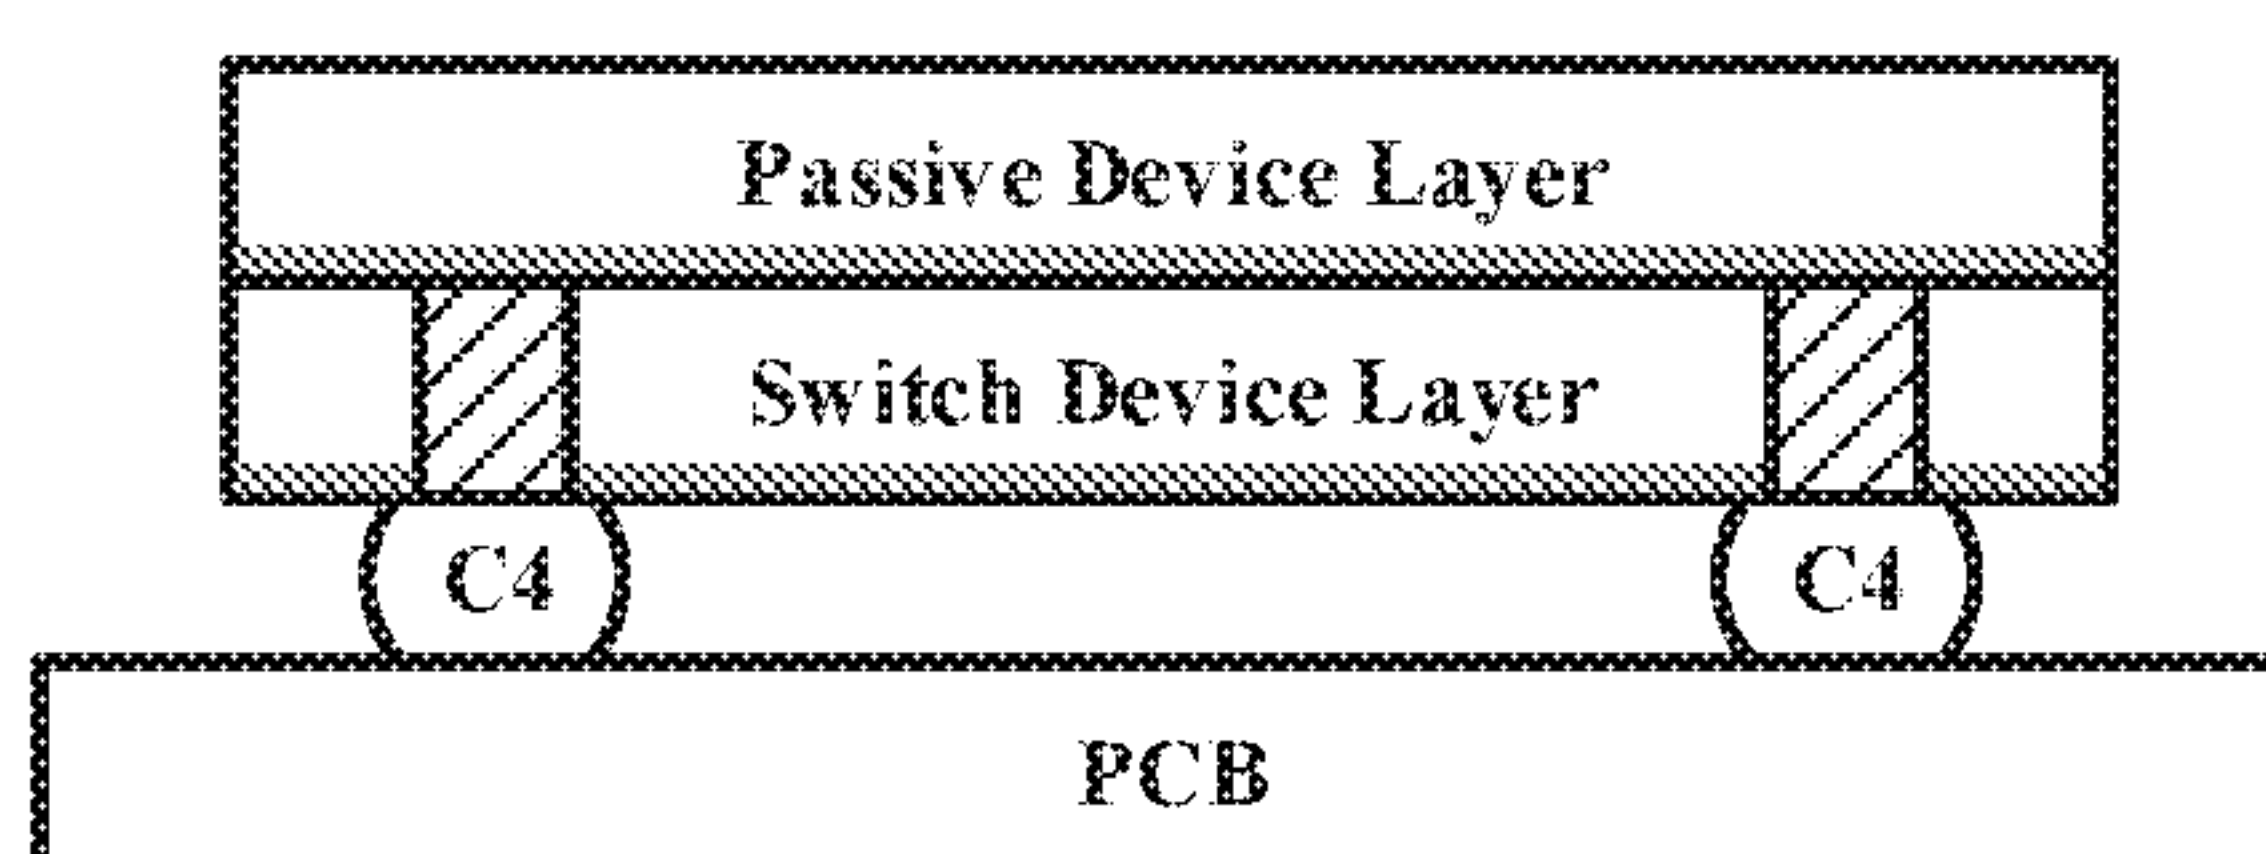 Passive Device Layer
Switch Device Layer
C4 C4
PCB